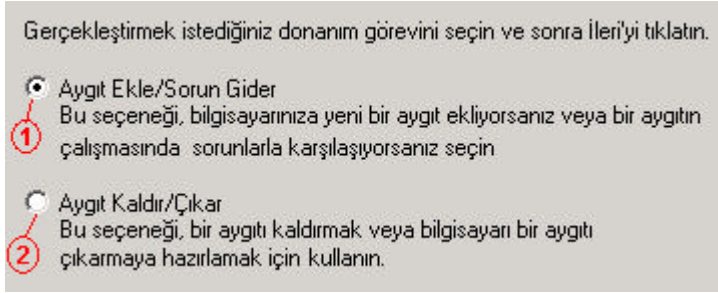 Gerçekleştirmek istediğiniz donanım görevini seçin ve sonra İleri'yi tıklatın.
Aygıt Ekle/Sorun Gider
Bu seçeneği, bilgisayarınıza yeni bir aygıt ekliyorsanız veya bir aygıtın
1
çalışmasında sorunlarla karşılaşıyorsanız seçin
Aygıt Kaldır/Çıkar
Bu seçeneği, bir aygıtı kaldırmak veya bilgisayarı bir aygıtı
2
çıkarmaya hazırlamak için kullanın.